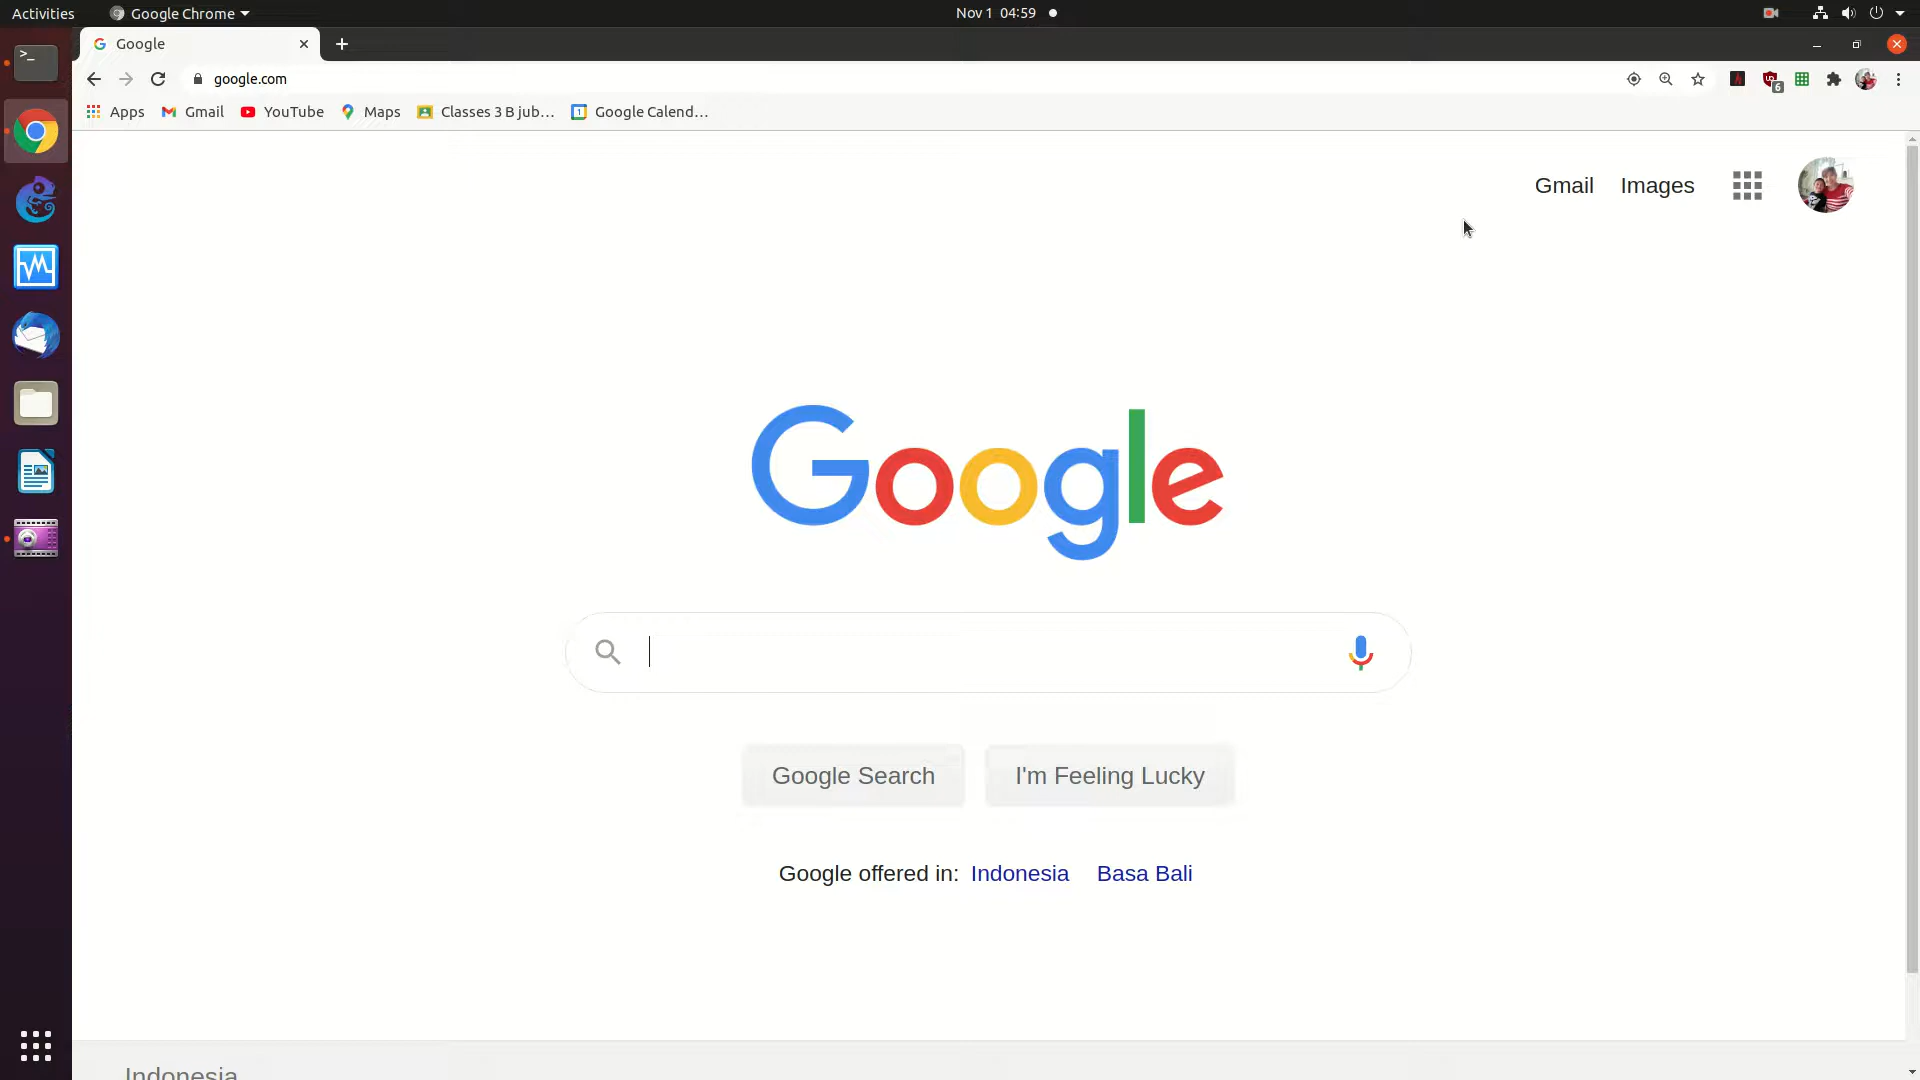 Activities Google Chrome Nov 1 04:59
Google
google.com
6
Apps Gmail YouTube Maps Classes 3 B jub... Google Calend...
Gmail Images
Google
Google Search I'm Feeling Lucky
Google offered in: Indonesia Basa Bali
Indonesia